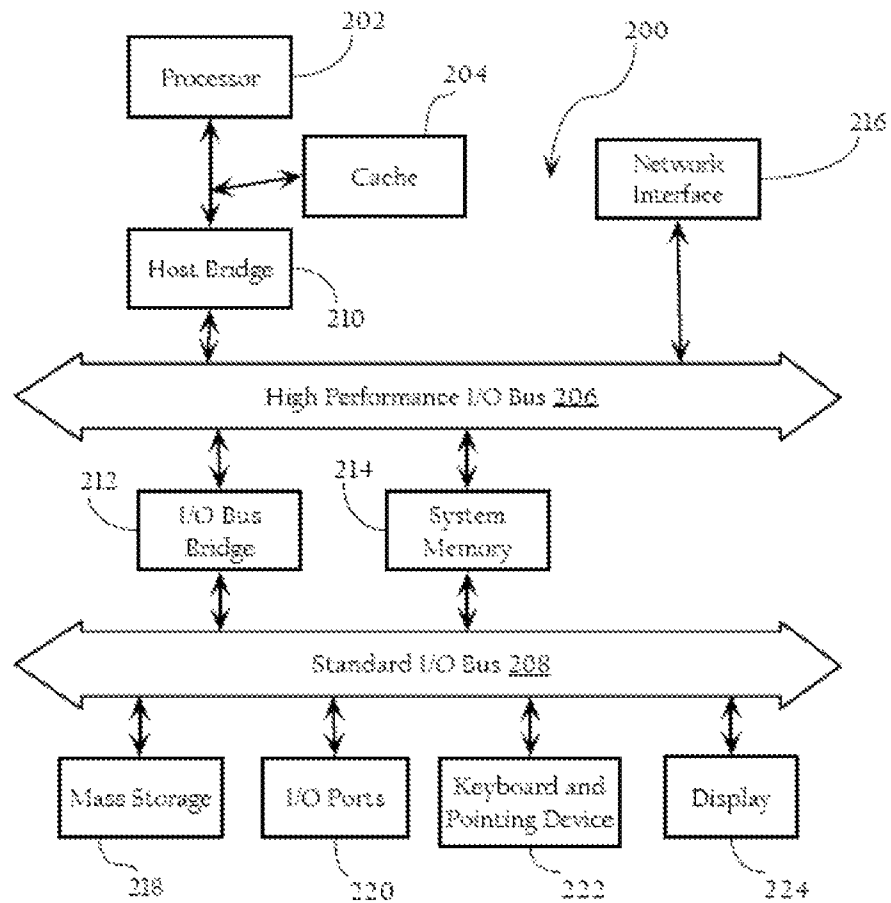 202
Processor
200
204
216
Cache
Network
Interface
Host Bridge
210
High Performance I/O Bus 206
212
214
I/O Bus
Bridge
System
Memory
Standard I/O Bus 208
Mass Storage
I/O Ports
Keyboard and
Pointing Device
Display
218
220
222
224